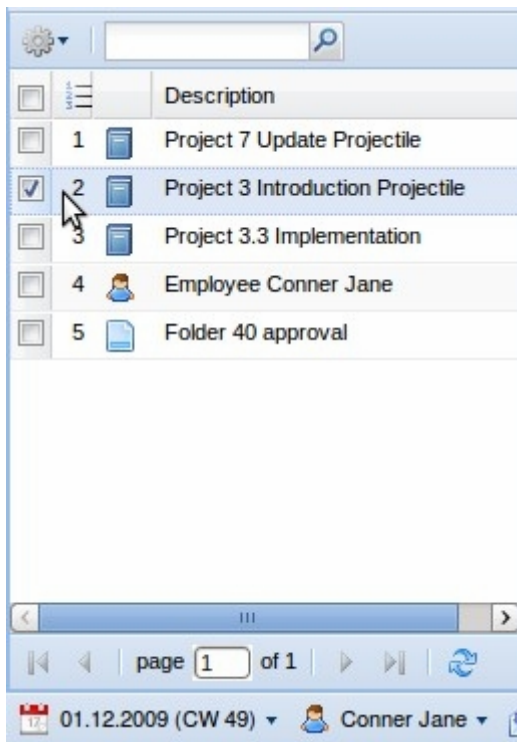 Description
1 Project 7 Update Projectile
2 Project 3 Introduction Projectile
3 Project 3.3 Implementation
4 Employee Conner Jane
5 Folder 40 approval
page 1 of 1
01.12.2009 (CW 49) Conner Jane